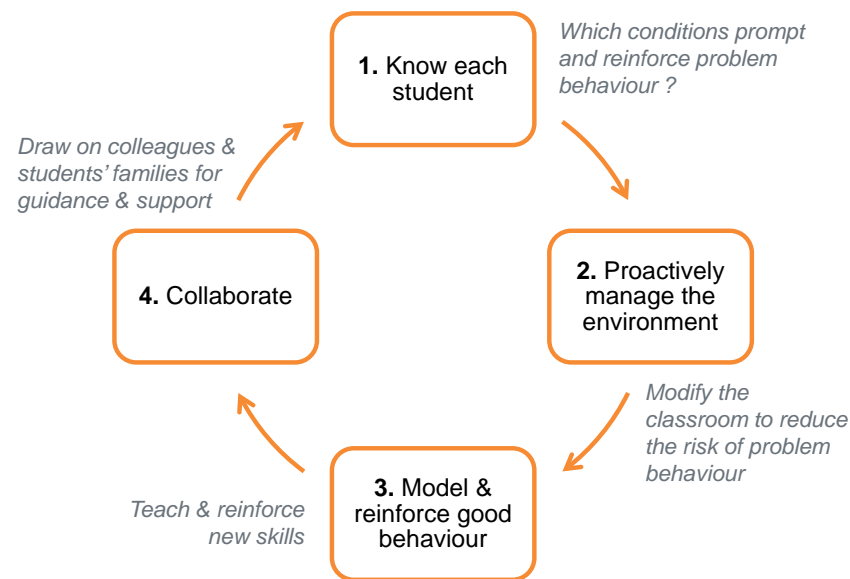 1. Know each
student
Which conditions prompt
and reinforce problem
behaviour ?
2. Proactively
manage the
environment
Modify the
classroom to reduce
the risk of problem
behaviour
3. Model &
reinforce good
behaviour
Teach & reinforce
new skills
4. Collaborate
Draw on colleagues &
students’ families for
guidance & support